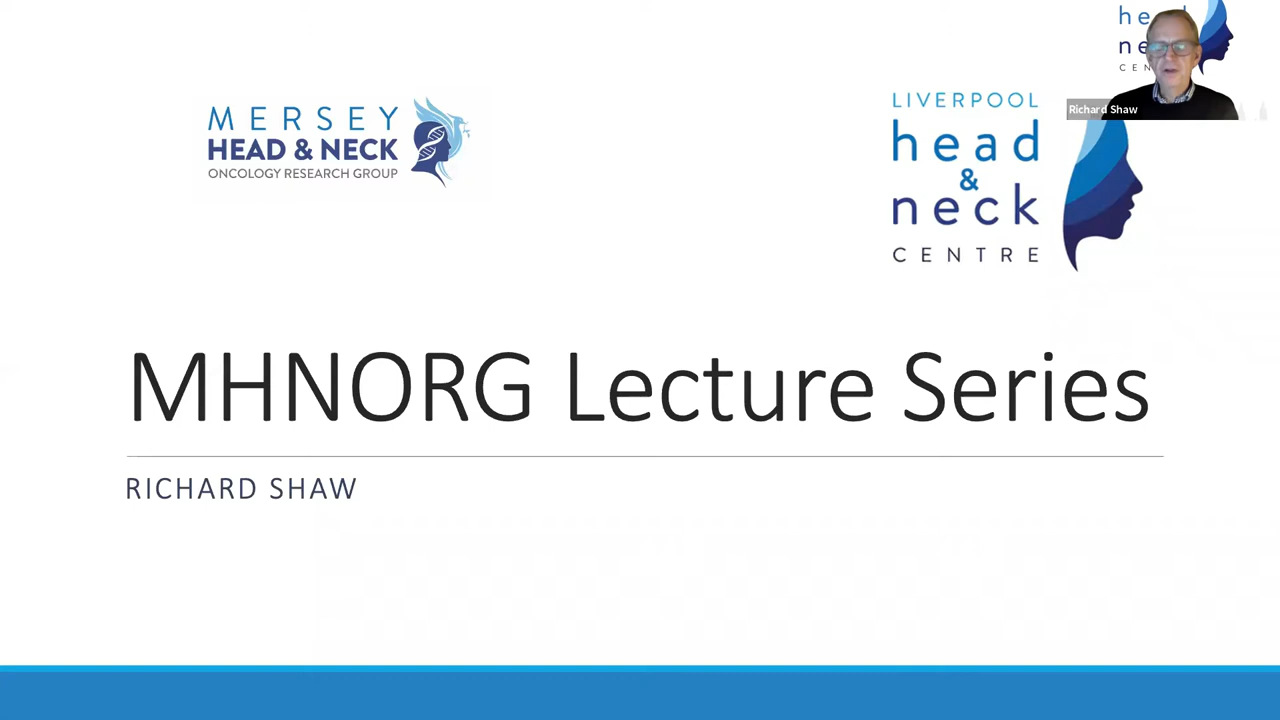 MERSEY
HEAD & NECK
ONCOLOGY RESEARCH GROUP
LIVERPOOL
head
&
neck
CENTRE
Richard Shaw
MHNORG Lecture Series
RICHARD SHAW